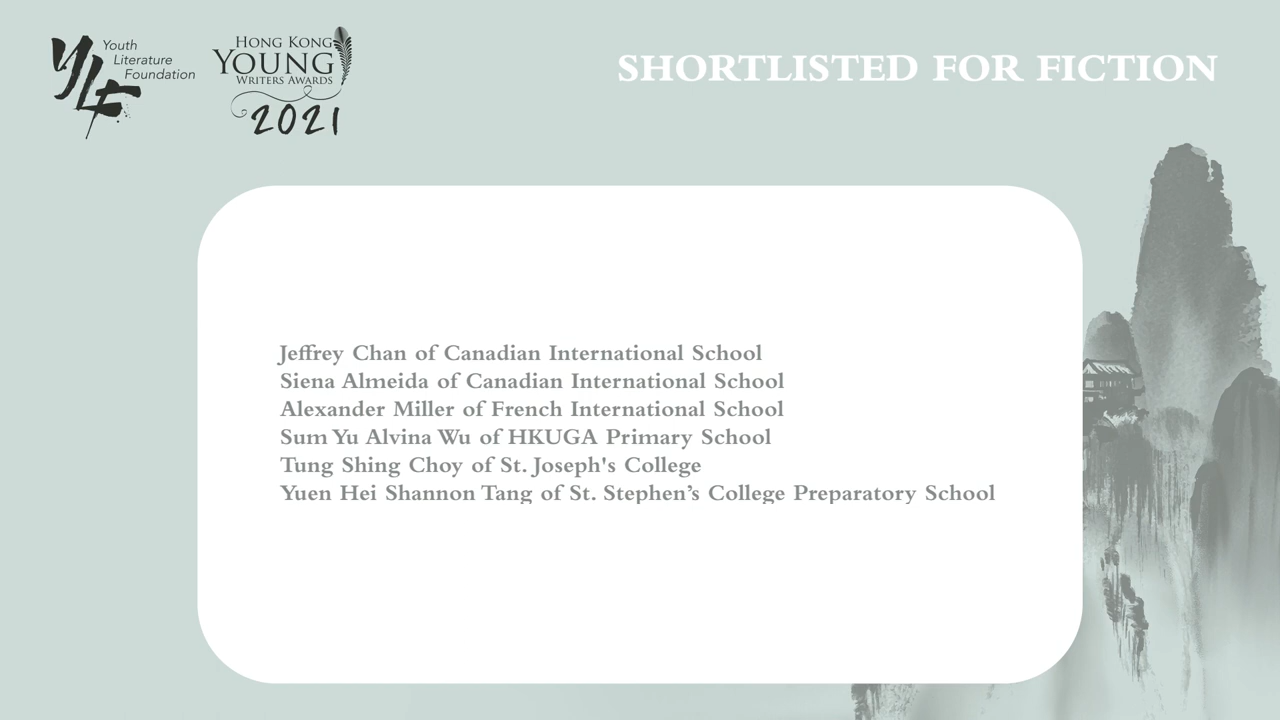 Youth
Literature
Foundation
HONG KONG
YOUNG
WRITERS AWARDS
2021
SHORTLISTED FOR FICTION
Jeffrey Chan of Canadian International School
Siena Almeida of Canadian International School
Alexander Miller of French International School
Sum Yu Alvina Wu of HKUGA Primary School
Tung Shing Choy of St. Joseph's College
Yuen Hei Shannon Tang of St. Stephen’s College Preparatory School